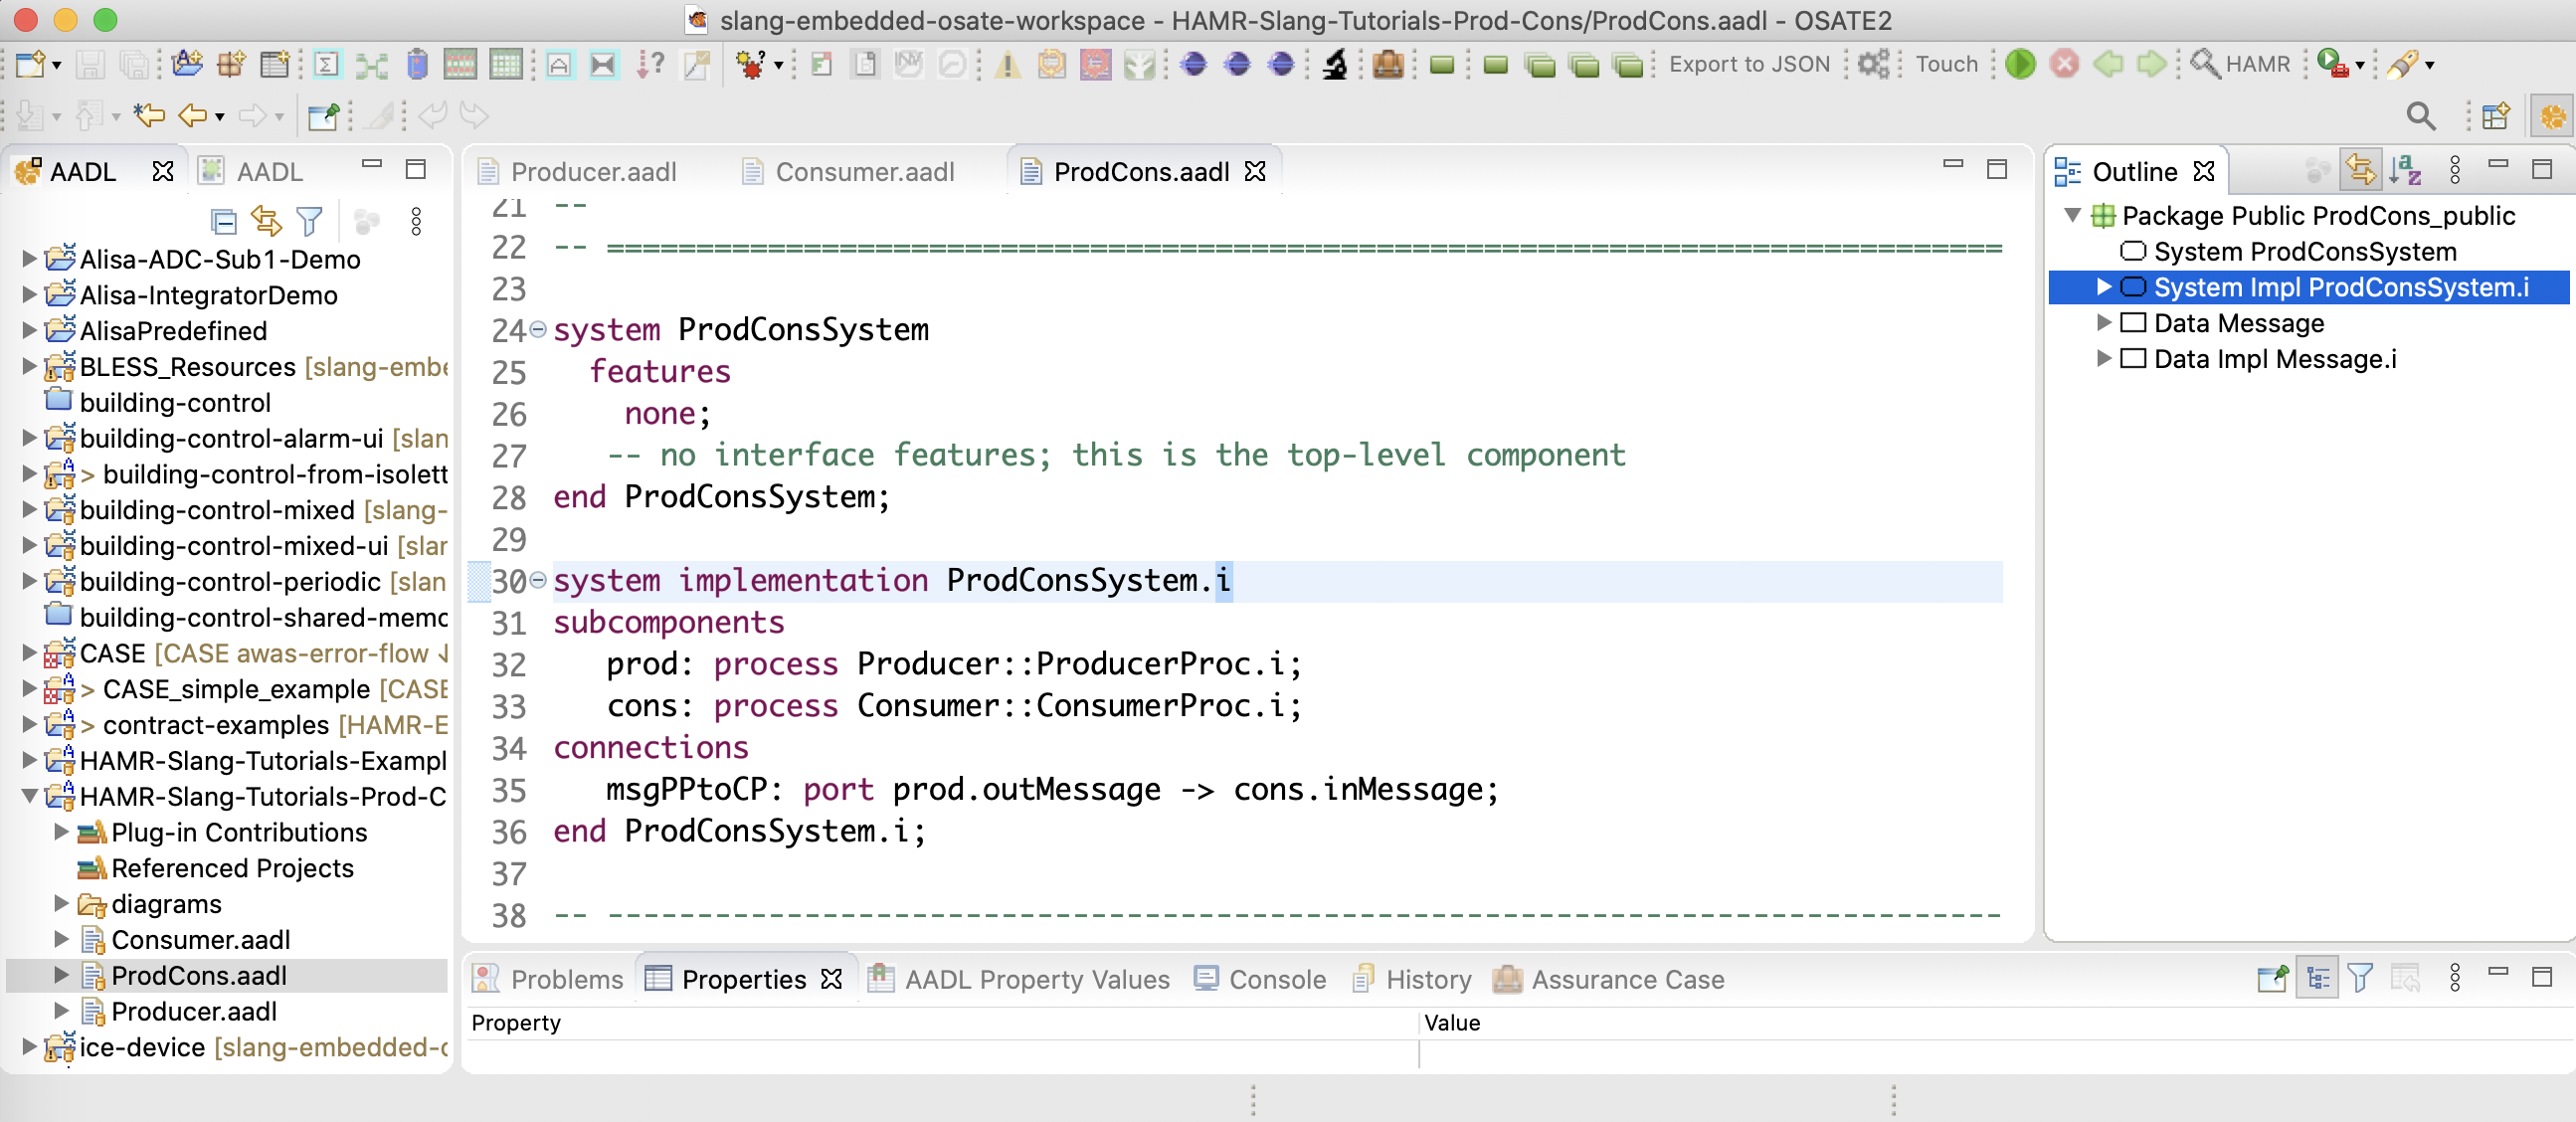 slang-embedded-osate-workspace - HAMR-Slang-Tutorials-Prod-Cons/ProdCons.aadl - OSATE2
Export to JSON
Touch
HAMR
AADL
AADL
Alisa-ADC-Sub1-Demo
Alisa-IntegratorDemo
AlisaPredefined
BLESS_Resources [slang-embe
building-control
building-control-alarm-ui [slan
> building-control-from-isolett
building-control-mixed [slang-
building-control-mixed-ui [slar
building-control-periodic [slan
building-control-shared-memo
CASE [CASE awas-error-flow ↓
> CASE_simple_example [CASE
> contract-examples [HAMR-E
HAMR-Slang-Tutorials-Exampl
HAMR-Slang-Tutorials-Prod-C
Plug-in Contributions
Referenced Projects
diagrams
Consumer.aadl
ProdCons.aadl
Producer.aadl
ice-device [slang-embedded-c
Producer.aadl
Consumer.aadl
ProdCons.aadl
21 --
22 -- ==============================================================================
23
24 system ProdConsSystem
25 features
26 none;
27 -- no interface features; this is the top-level component
28 end ProdConsSystem;
29
30 system implementation ProdConsSystem.i
31 subcomponents
32 prod: process Producer::ProducerProc.i;
33 cons: process Consumer::ConsumerProc.i;
34 connections
35 msgPPtoCP: port prod.outMessage -> cons.inMessage;
36 end ProdConsSystem.i;
37
38 -- ------------------------------------------------------------------------------
Outline
Package Public ProdCons_public
System ProdConsSystem
System Impl ProdConsSystem.i
Data Message
Data Impl Message.i
Problems
Properties
AADL Property Values
Console
History
Assurance Case
Property
Value